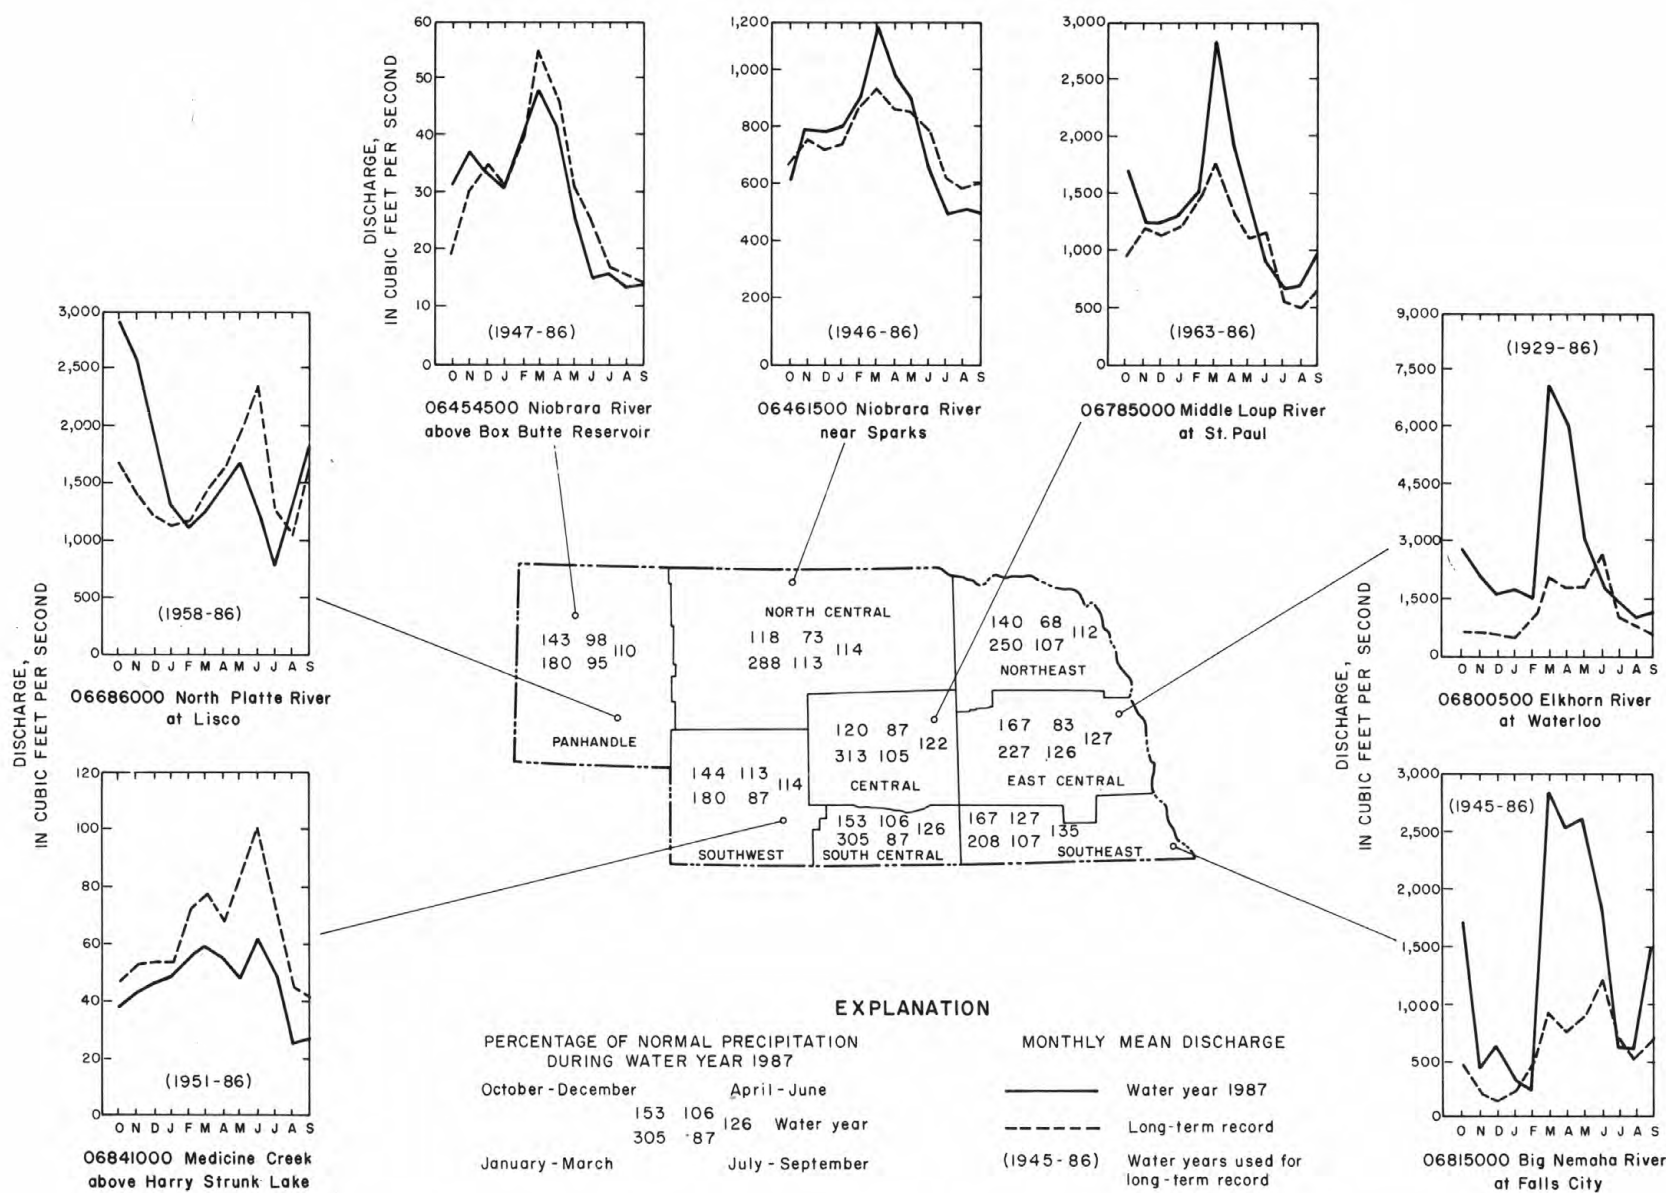 60
50
40
30
20
10
0
DISCHARGE,
IN CUBIC FEET PER SECOND
(1947-86)
O N D J F M A M J J A S
06454500 Niobrara River
above Box Butte Reservoir
1,200
1,000
800
600
400
200
0
(1946-86)
O N D J F M A M J J A S
06461500 Niobrara River
near Sparks
3,000
2,500
2,000
1,500
1,000
500
0
(1963-86)
O N D J F M A M J J A S
06785000 Middle Loup River
at St. Paul
3,000
2,500
2,000
1,500
1,000
500
0
(1958-86)
O N D J F M A M J J A S
06686000 North Platte River
at Lisco
DISCHARGE,
IN CUBIC FEET PER SECOND
120
100
80
60
40
20
0
(1951-86)
O N D J F M A M J J A S
06841000 Medicine Creek
above Harry Strunk Lake
9,000
7,500
6,000
4,500
3,000
1,500
0
(1929-86)
O N D J F M A M J J A S
06800500 Elkhorn River
at Waterloo
DISCHARGE,
IN CUBIC FEET PER SECOND
3,000
2,500
2,000
1,500
1,000
500
0
(1945-86)
O N D J F M A M J J A S
06815000 Big Nemaha River
at Falls City
143 98
110
180 95
PANHANDLE
NORTH CENTRAL
118 73
114
288 113
140 68
112
250 107
NORTHEAST
120 87
122
313 105
CENTRAL
167 83
127
227 126
EAST CENTRAL
144 113
114
180 87
SOUTHWEST
153 106
126
305 87
SOUTH CENTRAL
167 127
135
208 107
SOUTHEAST
EXPLANATION
PERCENTAGE OF NORMAL PRECIPITATION
DURING WATER YEAR 1987
October-December April-June
153 106
126 Water year
305 87
January-March July-September
MONTHLY MEAN DISCHARGE
Water year 1987
Long-term record
(1945-86) Water years used for
long-term record